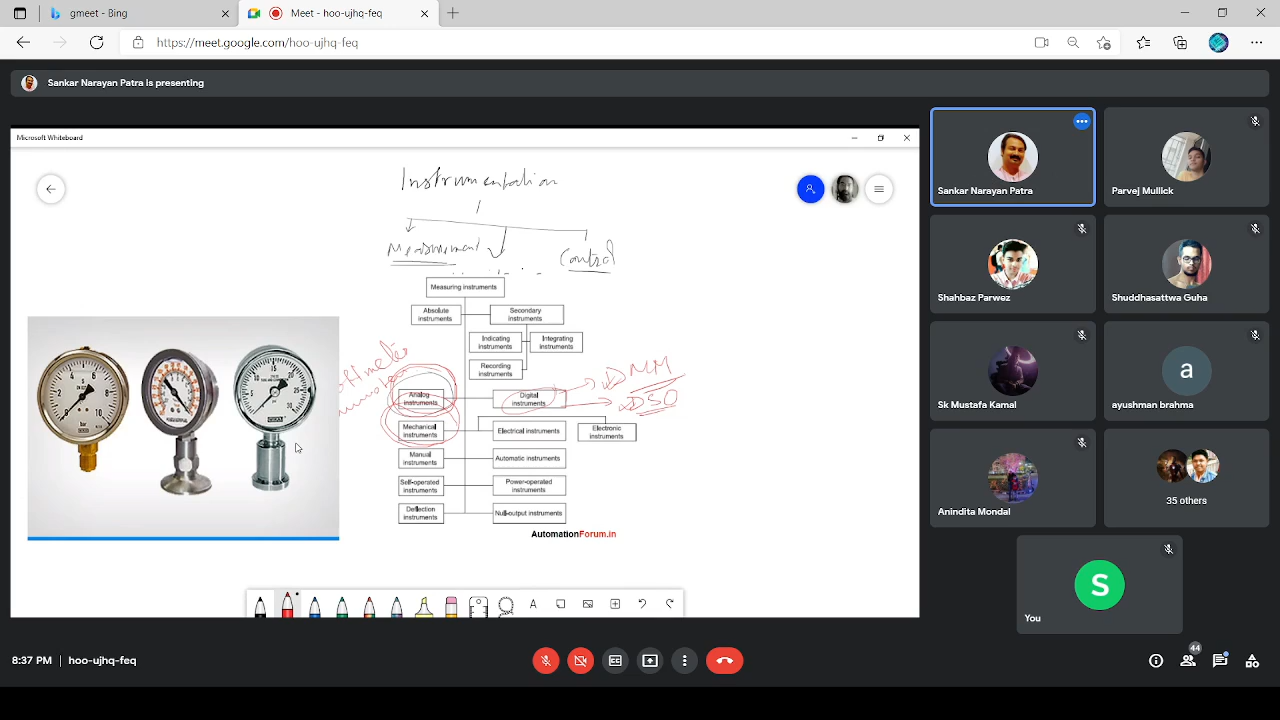 gmeet - Bing
Meet - hoo-ujhq-feq
https://meet.google.com/hoo-ujhq-feq
Sankar Narayan Patra is presenting
Microsoft Whiteboard
Instrumentation
Measurement
Control
Measuring instruments
Absolute instruments
Secondary instruments
Indicating instruments
Integrating instruments
Recording instruments
DMM
Analog instruments
Digital instruments
DSO
Mechanical instruments
Electrical instruments
Electronic instruments
Manual instruments
Automatic instruments
Self-operated instruments
Power-operated instruments
Deflection instruments
Null-output instruments
AutomationForum.in
Sankar Narayan Patra
Parvej Mullick
Shahbaz Parvez
Shuddhasattwa Guha
Sk Mustafa Kamal
a
ayushman brahma
Anindita Mondal
35 others
S
You
8:37 PM | hoo-ujhq-feq
44